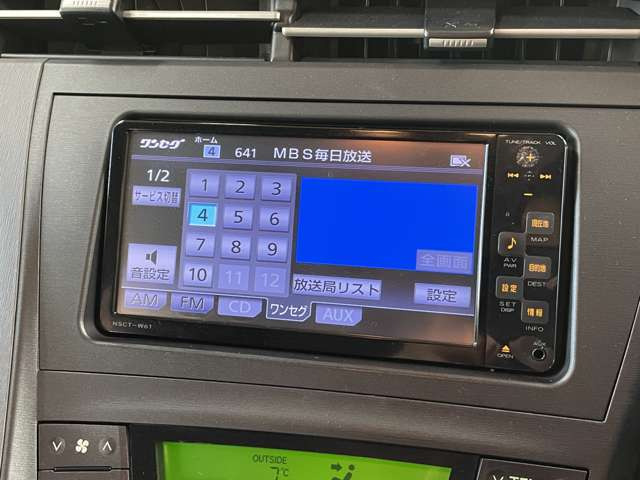 ワンセグ ホーム 4 641 MBS毎日放送
TUNE/TRACK VOL
1/2
サービス切替
1 2 3
4 5 6
7 8 9
10 11 12
音設定
全画面
放送局リスト
設定
AM FM CD ワンセグ AUX
NSCT-W61
現在地
MAP
AV
PWR
目的地
DEST
設定
SET
DISP
情報
INFO
OPEN
AUX
OUTSIDE
7℃